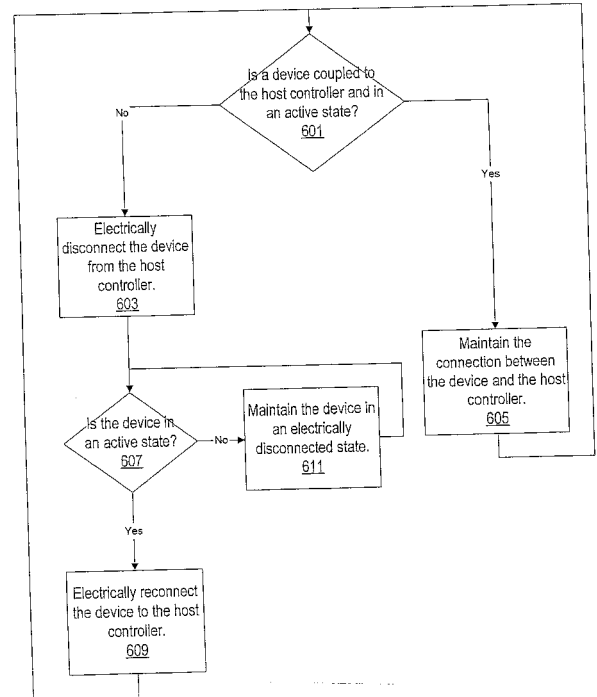 Is a device coupled to
the host controller and in
an active state?
601
No
Yes
Electrically
disconnect the device
from the host
controller.
603
Maintain the
connection between
the device and the host
controller.
605
Is the device in
an active state?
607
No
Maintain the device in
an electrically
disconnected state.
611
Yes
Electrically reconnect
the device to the host
controller.
609